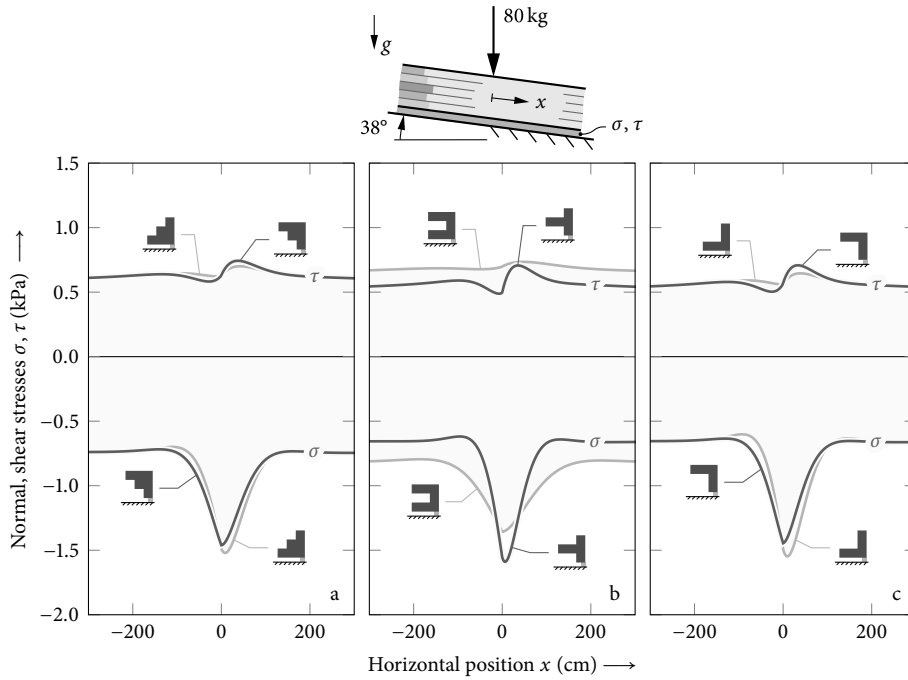 80 kg
g
x
σ, τ
38°
Normal, shear stresses σ, τ (kPa) ⟶
1.5
1.0
0.5
0.0
−0.5
−1.0
−1.5
−2.0
τ
σ
a
−200
0
200
τ
σ
b
−200
0
200
τ
σ
c
−200
0
200
Horizontal position x (cm) ⟶